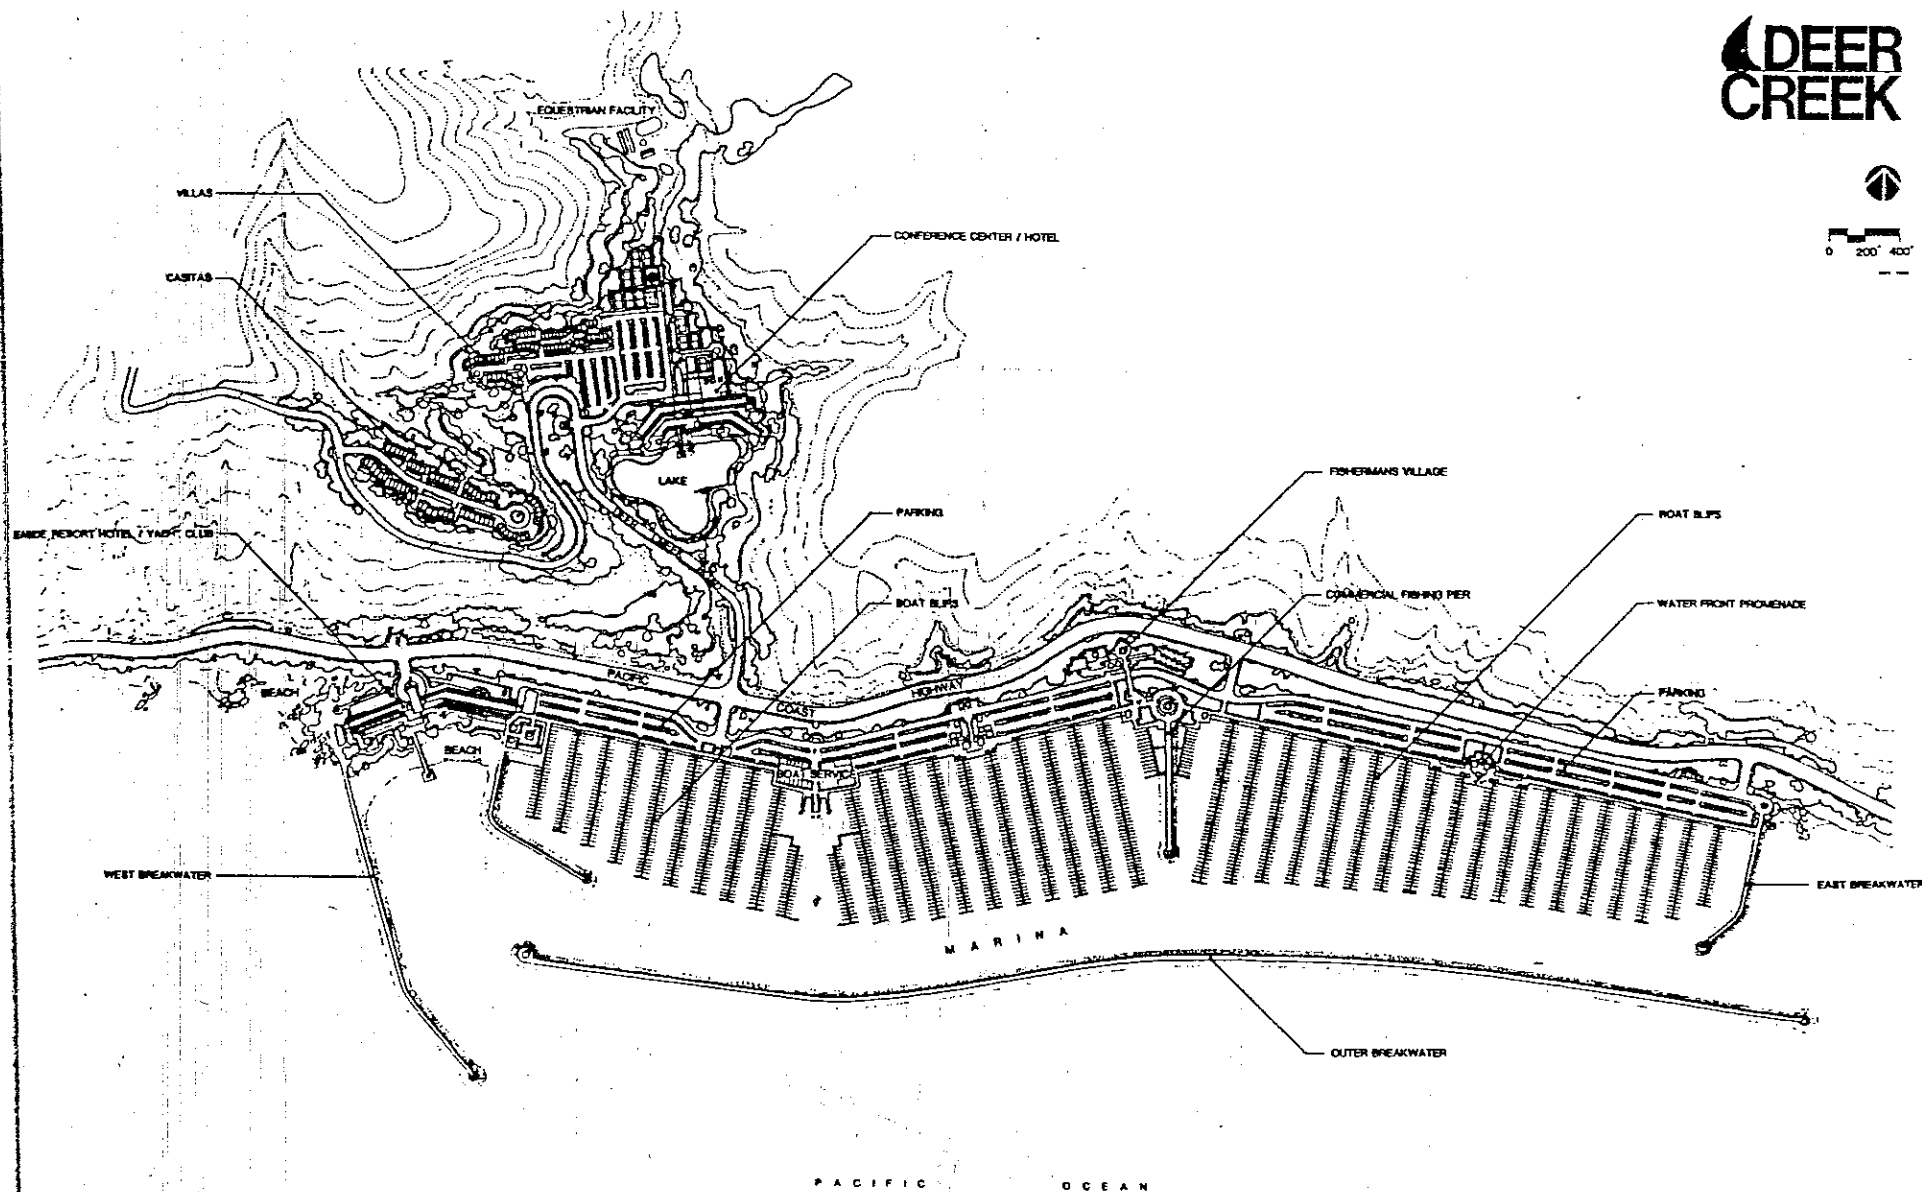 DEER
CREEK
0 200' 400'
EQUESTRIAN FACILITY
VILLAS
CONFERENCE CENTER / HOTEL
CASITAS
FISHERMANS VILLAGE
LAKE
PARKING
BOAT SLIPS
RESORT HOTEL / YACHT CLUB
BOAT SLIPS
COMMERCIAL FISHING PIER
WATER FRONT PROMENADE
PACIFIC COAST HIGHWAY
BEACH
PARKING
BEACH
BOAT SERVICE
WEST BREAKWATER
EAST BREAKWATER
MARINA
OUTER BREAKWATER
PACIFIC OCEAN